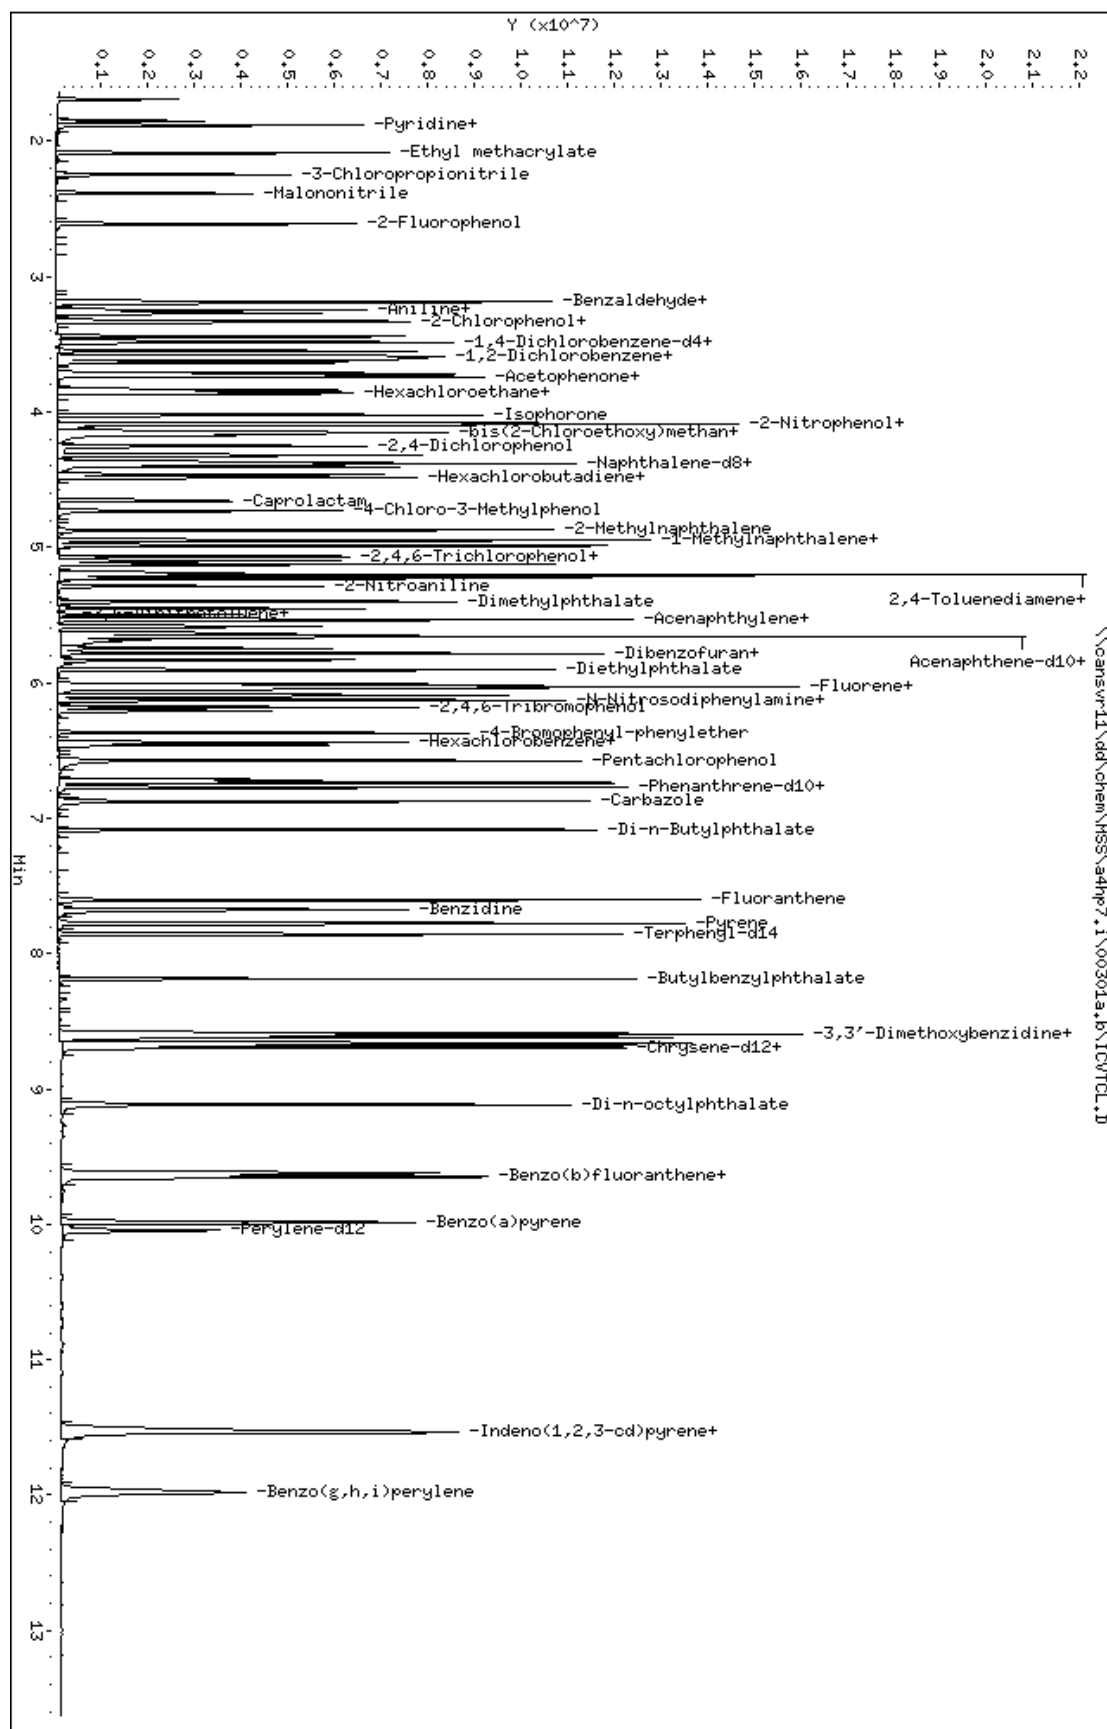 Y (x10^7)
0.1
0.2
0.3
0.4
0.5
0.6
0.7
0.8
0.9
1.0
1.1
1.2
1.3
1.4
1.5
1.6
1.7
1.8
1.9
2.0
2.1
2.2
-Pyridine+
2
-Ethyl methacrylate
-3-Chloropropionitrile
-Malononitrile
-2-Fluorophenol
3
-Benzaldehyde+
-Aniline+
-2-Chlorophenol+
-1,4-Dichlorobenzene-d4+
-1,2-Dichlorobenzene+
-Acetophenone+
-Hexachloroethane+
4
-Isophorone
-2-Nitrophenol+
-bis(2-Chloroethoxy)methan+
-2,4-Dichlorophenol
-Naphthalene-d8+
-Hexachlorobutadiene+
-Caprolactam
-4-Chloro-3-Methylphenol
-2-Methylnaphthalene
-1-Methylnaphthalene+
5
-2,4,6-Trichlorophenol+
-2-Nitroaniline
2,4-Toluenediamene+
-Dimethylphthalate
-Acenaphthylene+
Acenaphthene-d10+
-Dibenzofuran+
-Diethylphthalate
6
-Fluorene+
-N-Nitrosodiphenylamine+
-2,4,6-Tribromophenol
-4-Bromophenyl-phenylether
-Hexachlorobenzene+
-Pentachlorophenol
-Phenanthrene-d10+
-Carbazole
7
-Di-n-Butylphthalate
Min
-Fluoranthene
-Benzidine
-Pyrene
-Terphenyl-d14
8
-Butylbenzylphthalate
-3,3'-Dimethoxybenzidine+
-Chrysene-d12+
9
-Di-n-octylphthalate
-Benzo(b)fluoranthene+
10
-Benzo(a)pyrene
-Perylene-d12
11
-Indeno(1,2,3-cd)pyrene+
12
-Benzo(g,h,i)perylene
13
\\cansvr11\dd\chem\MSS\a4hp7.i\00301a.b\ICVTCL.D